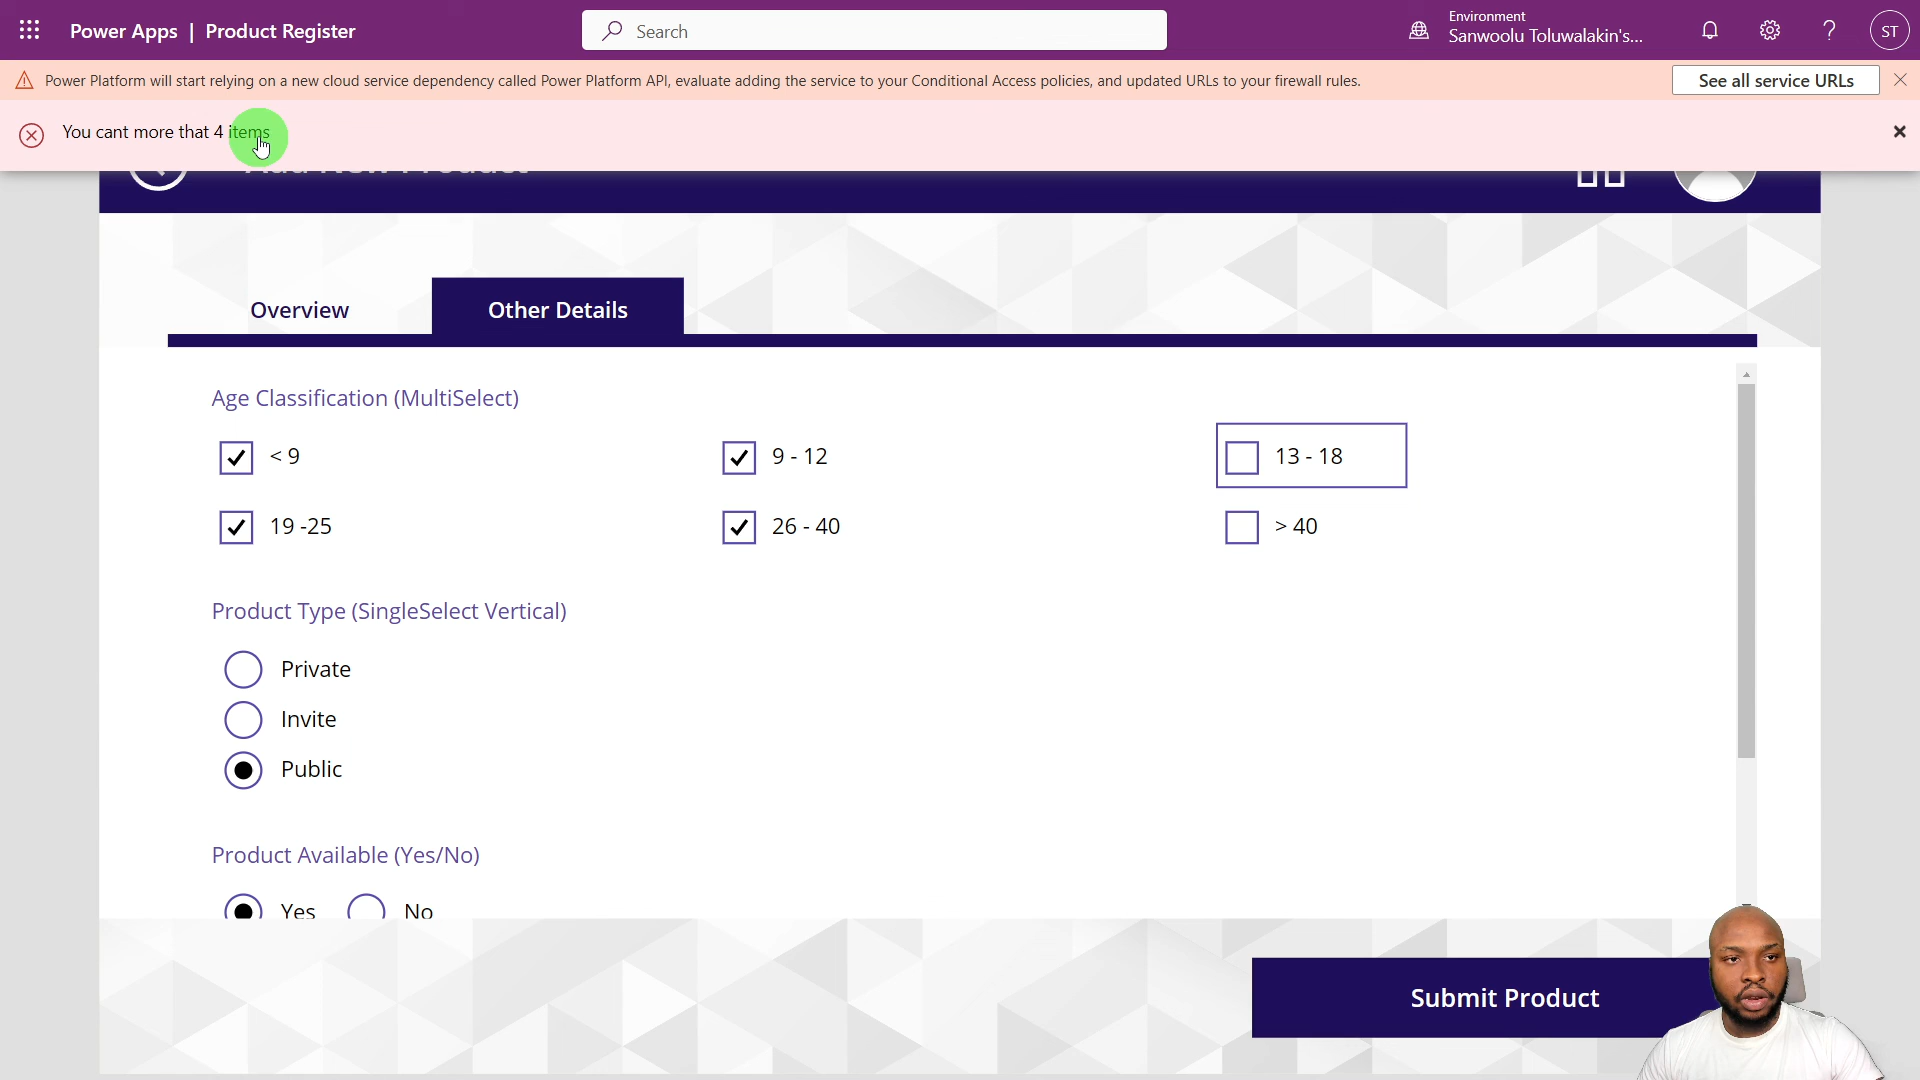 Power Apps | Product Register
Search
Environment
Sanwoolu Toluwalakin's...
ST
Power Platform will start relying on a new cloud service dependency called Power Platform API, evaluate adding the service to your Conditional Access policies, and updated URLs to your firewall rules.
See all service URLs
You cant more that 4 items
Add New Product
Overview
Other Details
Age Classification (MultiSelect)
< 9
9 - 12
13 - 18
19 -25
26 - 40
> 40
Product Type (SingleSelect Vertical)
Private
Invite
Public
Product Available (Yes/No)
Yes
No
Submit Product